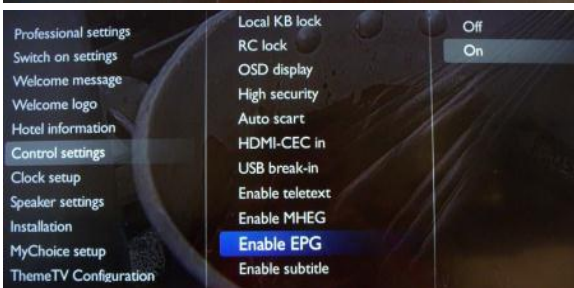 Professional settings
Switch on settings
Welcome message
Welcome logo
Hotel information
Control settings
Clock setup
Speaker settings
Installation
MyChoice setup
ThemeTV Configuration
Local KB lock
RC lock
OSD display
High security
Auto scart
HDMI-CEC in
USB break-in
Enable teletext
Enable MHEG
Enable EPG
Enable subtitle
Off
On